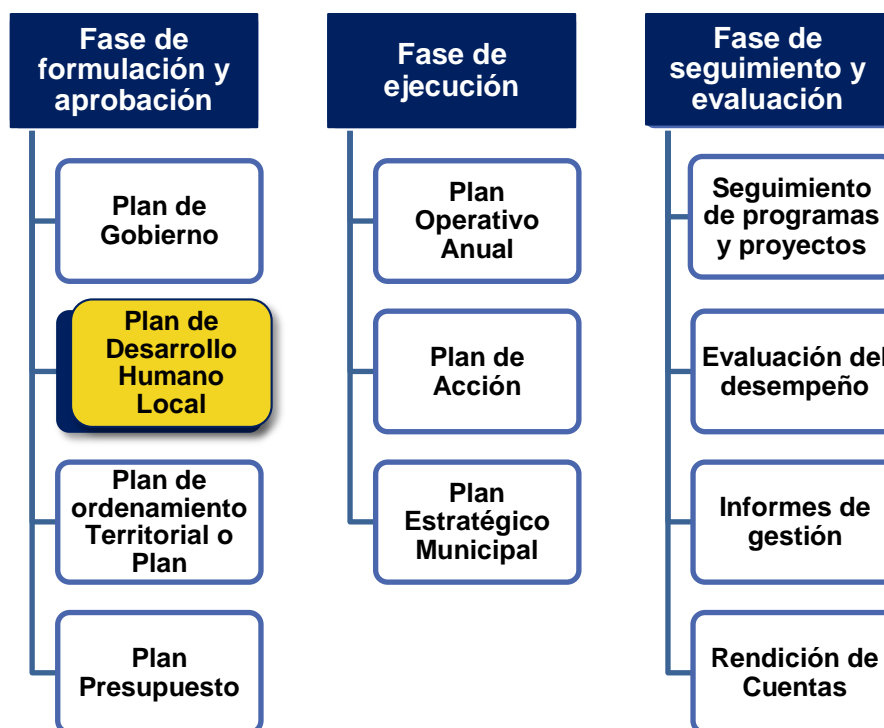 Fase de
formulación y
aprobación
Plan de
Gobierno
Plan de
Desarrollo
Humano
Local
Plan de
ordenamiento
Territorial o
Plan
Plan
Presupuesto
Fase de
ejecución
Plan
Operativo
Anual
Plan de
Acción
Plan
Estratégico
Municipal
Fase de
seguimiento y
evaluación
Seguimiento
de programas
y proyectos
Evaluación del
desempeño
Informes de
gestión
Rendición de
Cuentas